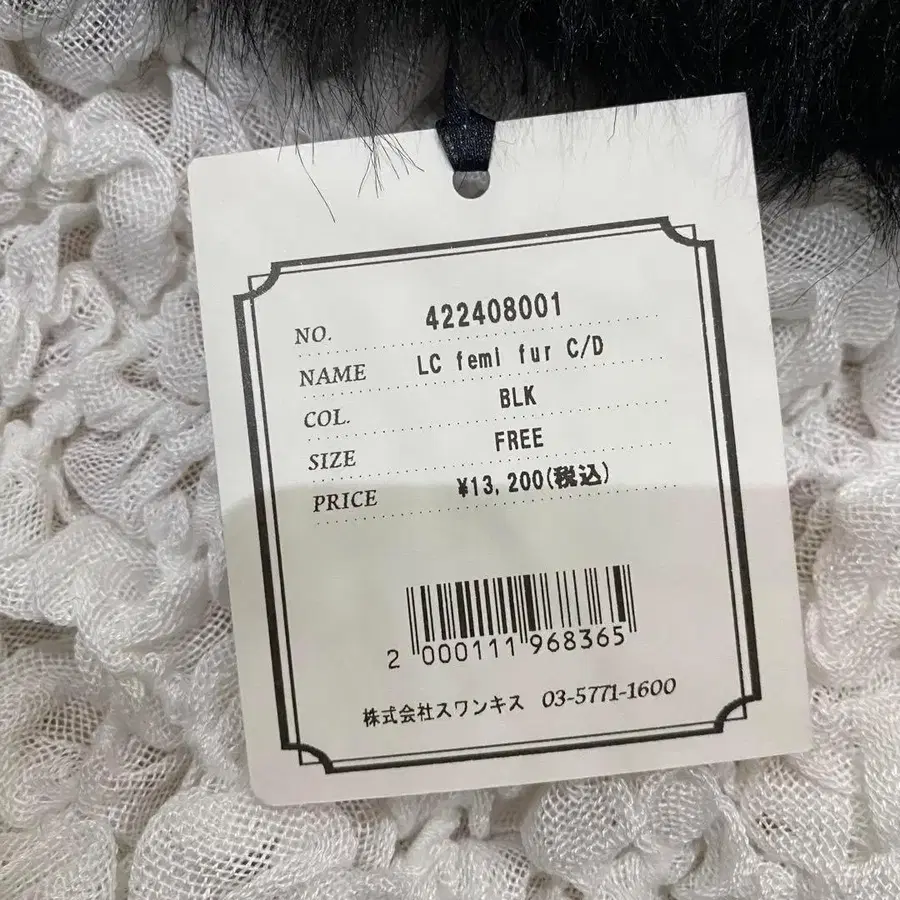 NO. 422408001
NAME LC femi fur C/D
COL. BLK
SIZE FREE
PRICE ¥13,200(税込)
2 000111 968365
株式会社スワンキス 03-5771-1600